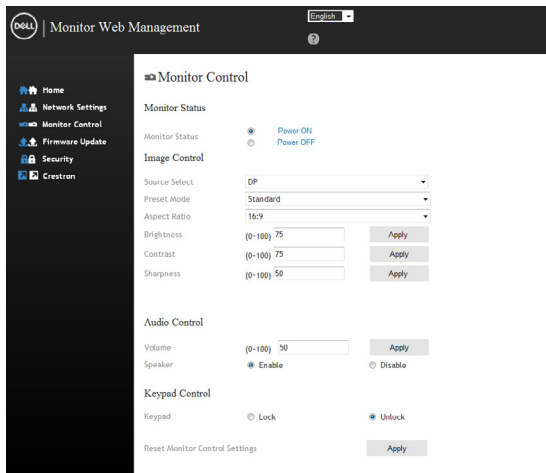 English
DELL | Monitor Web Management
?
Home
Network Settings
Monitor Control
Firmware Update
Security
Crestron
Monitor Control
Monitor Status
Monitor Status Power ON
Power OFF
Image Control
Source Select DP
Preset Mode Standard
Aspect Ratio 16:9
Brightness (0~100) 75 Apply
Contrast (0~100) 75 Apply
Sharpness (0~100) 50 Apply
Audio Control
Volume (0~100) 50 Apply
Speaker Enable Disable
Keypad Control
Keypad Lock Unlock
Reset Monitor Control Settings Apply